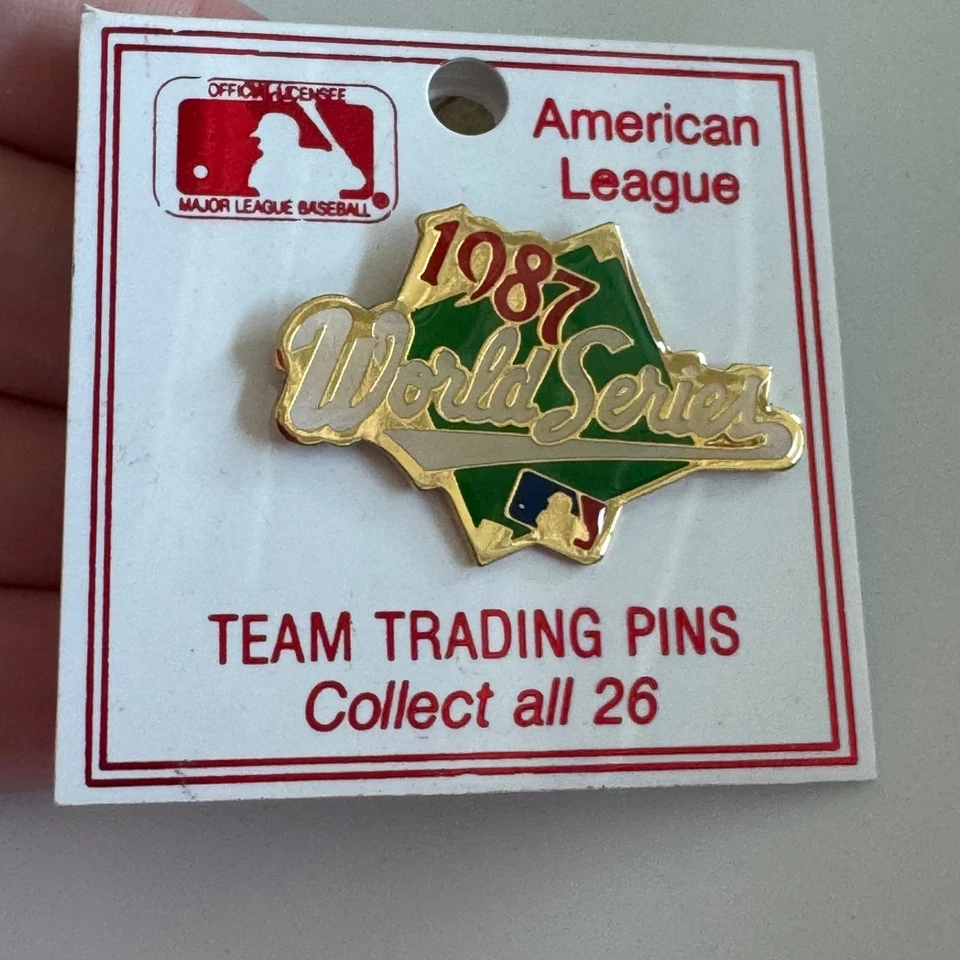 OFFICIAL LICENSEE
MAJOR LEAGUE BASEBALL®
American
League
1987
World Series
TEAM TRADING PINS
Collect all 26